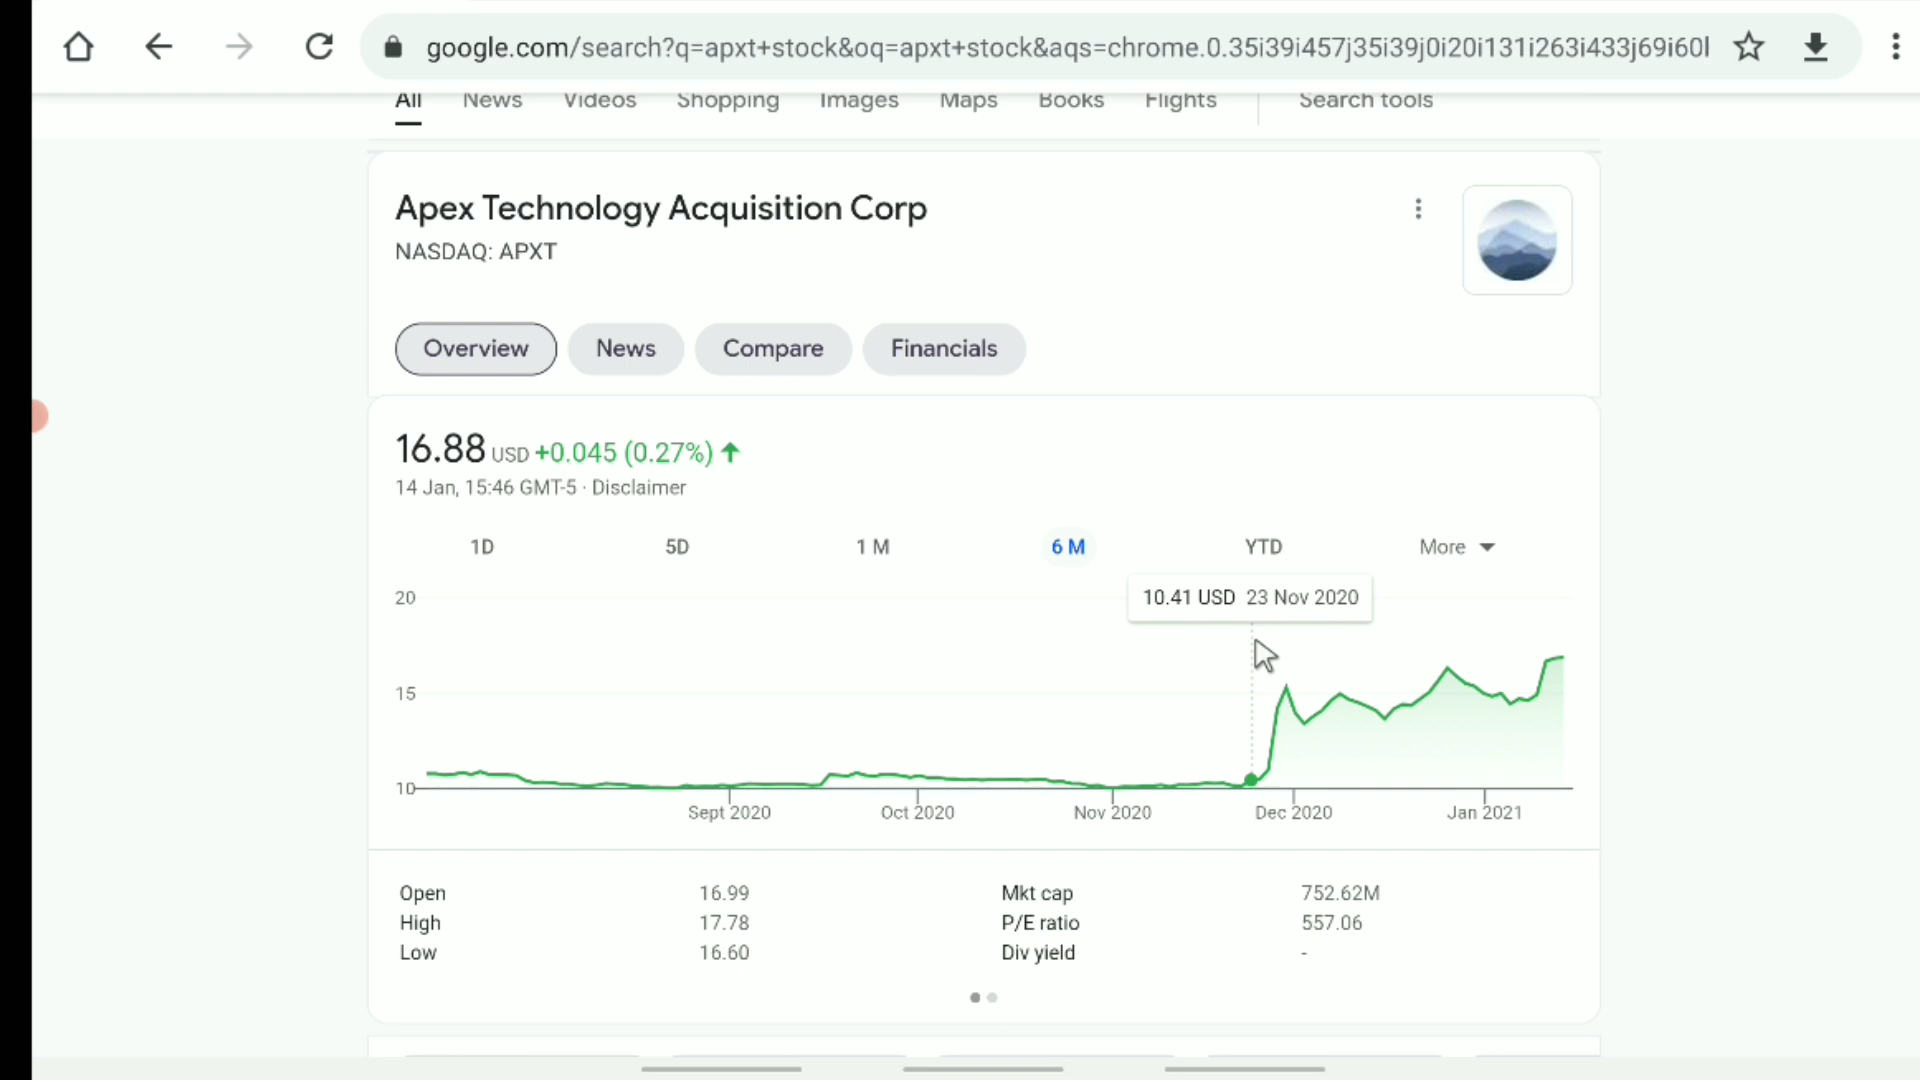 google.com/search?q=apxt+stock&oq=apxt+stock&aqs=chrome.0.35i39i457j35i39j0i20i131i263i433j69i60l
All News Videos Shopping Images Maps Books Flights Search tools
Apex Technology Acquisition Corp
NASDAQ: APXT
Overview News Compare Financials
16.88 USD +0.045 (0.27%)
14 Jan, 15:46 GMT-5 · Disclaimer
1D 5D 1 M 6 M YTD More
10.41 USD 23 Nov 2020
20
15
10
Sept 2020 Oct 2020 Nov 2020 Dec 2020 Jan 2021
Open 16.99 Mkt cap 752.62M
High 17.78 P/E ratio 557.06
Low 16.60 Div yield -